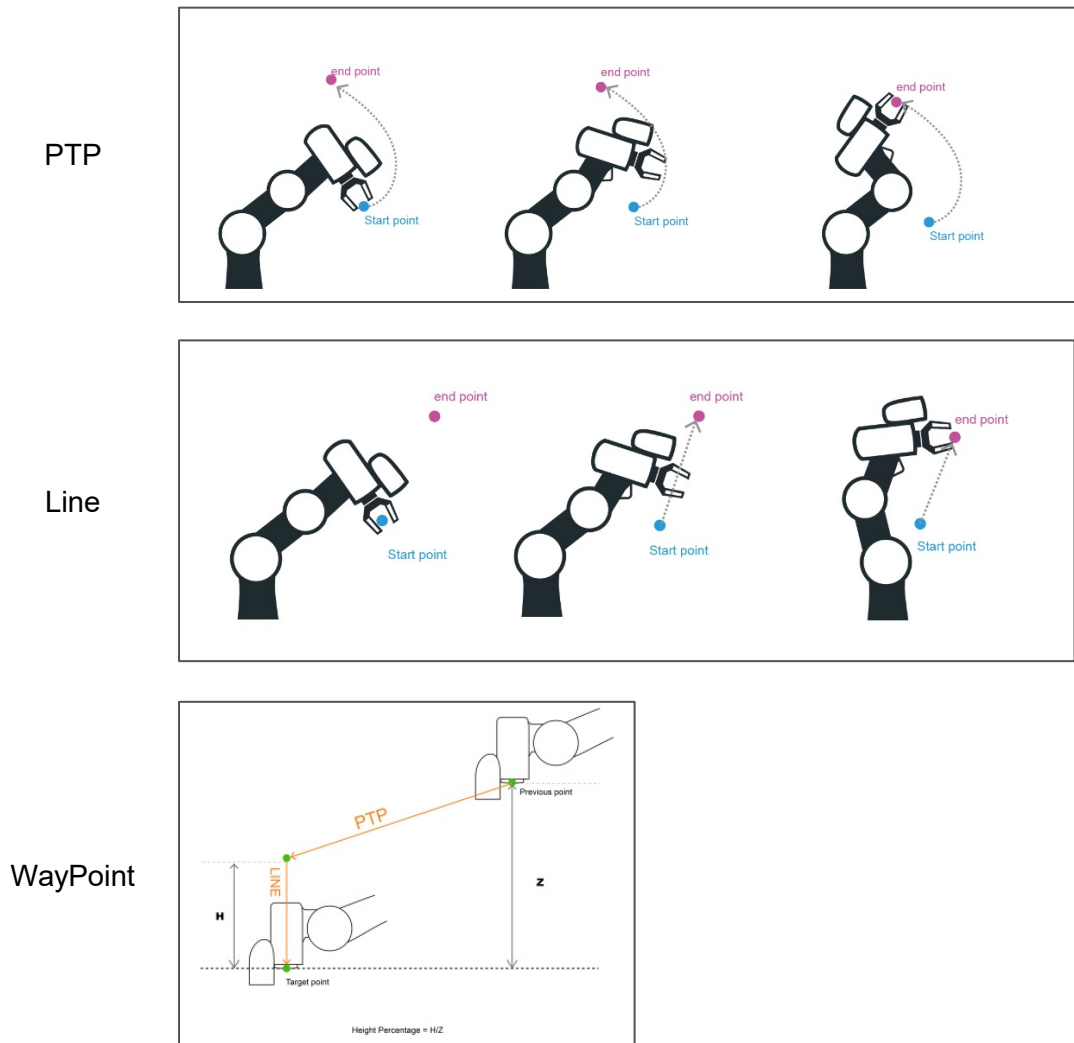 PTP
end point
Start point
end point
Start point
end point
Start point
Line
end point
Start point
end point
Start point
end point
Start point
WayPoint
Previous point
PTP
LINE
H
Z
Target point
Height Percentage = H/Z